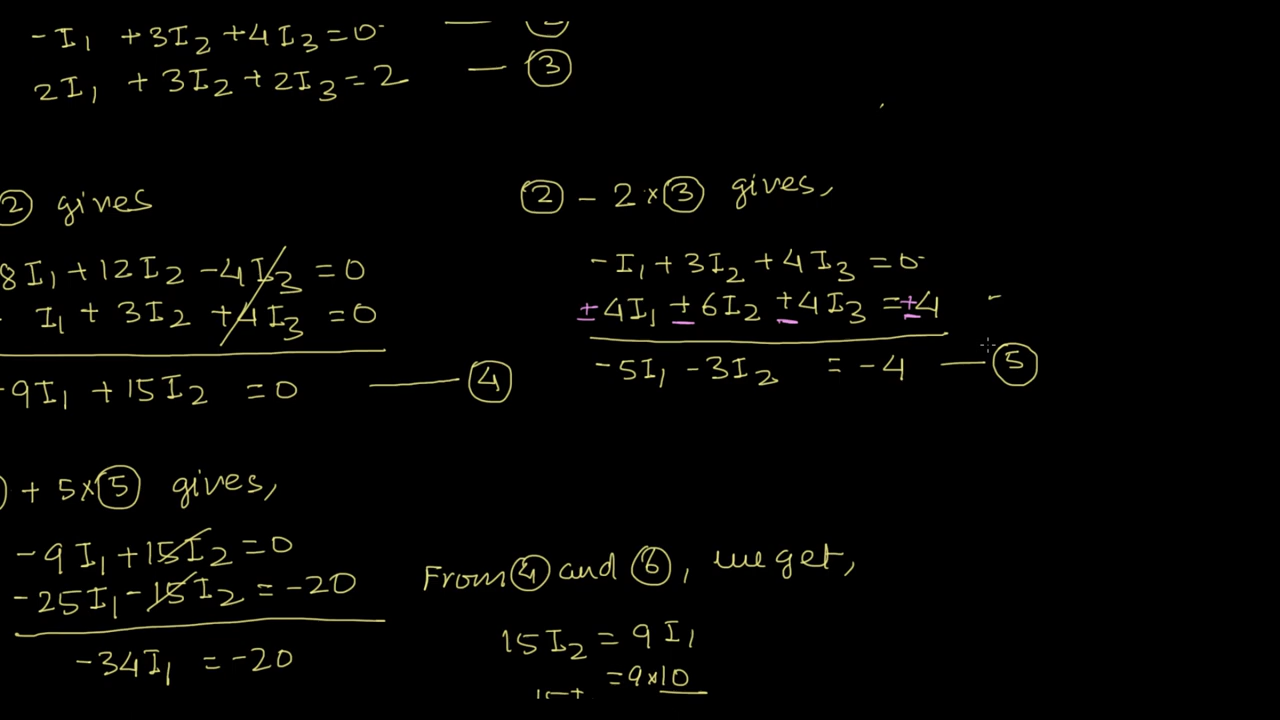 -I₁ +3I₂ +4I₃ = 0 —
2I₁ + 3I₂ + 2I₃ = 2 — ③
② gives
8I₁ + 12I₂ - 4I₃ = 0
I₁ + 3I₂ + 4I₃ = 0
-9I₁ + 15I₂ = 0 — ④
② - 2×③ gives,
-I₁ + 3I₂ + 4I₃ = 0
±4I₁ ±6I₂ ±4I₃ = ±4
-5I₁ - 3I₂ = -4 — ⑤
+ 5×⑤ gives,
-9I₁ + 15I₂ = 0
-25I₁ - 15I₂ = -20
-34I₁ = -20
From ④ and ⑥, we get,
15I₂ = 9I₁
= 9×10